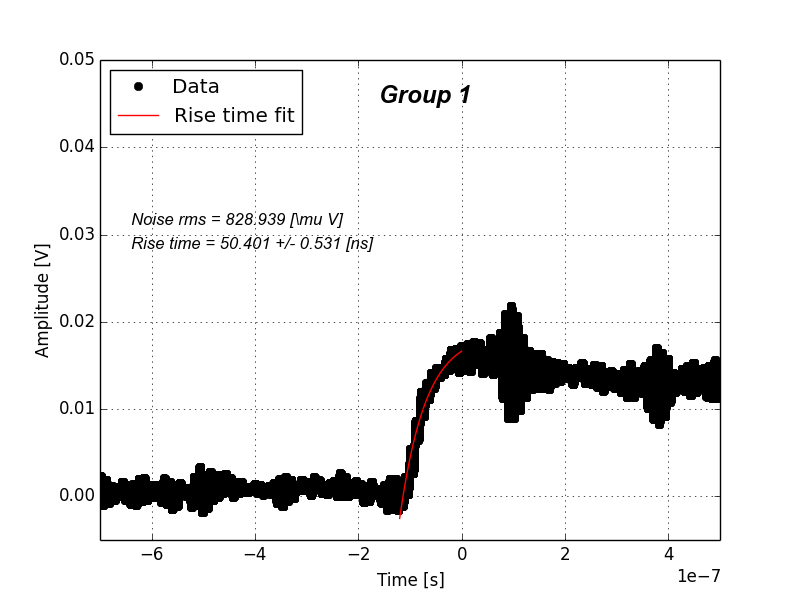 Group 1
Data
Rise time fit
Noise rms = 828.939 [\mu V]
Rise time = 50.401 +/- 0.531 [ns]
Amplitude [V]
0.05
0.04
0.03
0.02
0.01
0.00
−6 −4 −2 0 2 4
Time [s]
1e−7